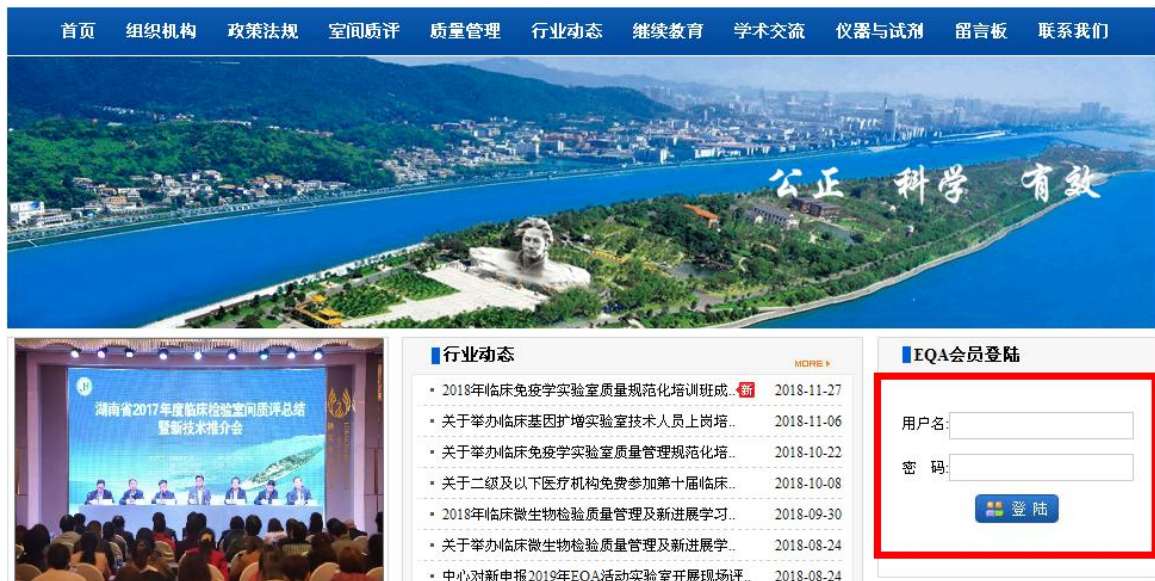 首页 组织机构 政策法规 室间质评 质量管理 行业动态 继续教育 学术交流 仪器与试剂 留言板 联系我们
公正 科学 有效
湖南省2017年度临床检验室间质评总结
暨新技术推介会
行业动态
MORE
2018年临床免疫学实验室质量规范化培训班成..新 2018-11-27
关于举办临床基因扩增实验室技术人员上岗培.. 2018-11-06
关于举办临床免疫学实验室质量管理规范化培.. 2018-10-22
关于二级及以下医疗机构免费参加第十届临床.. 2018-10-08
2018年临床微生物检验质量管理及新进展学习.. 2018-09-30
关于举办临床微生物检验质量管理及新进展学.. 2018-08-24
中心对新申报2019年EQA活动实验室开展现场评.. 2018-08-24
EQA会员登陆
用户名:
密 码:
登 陆